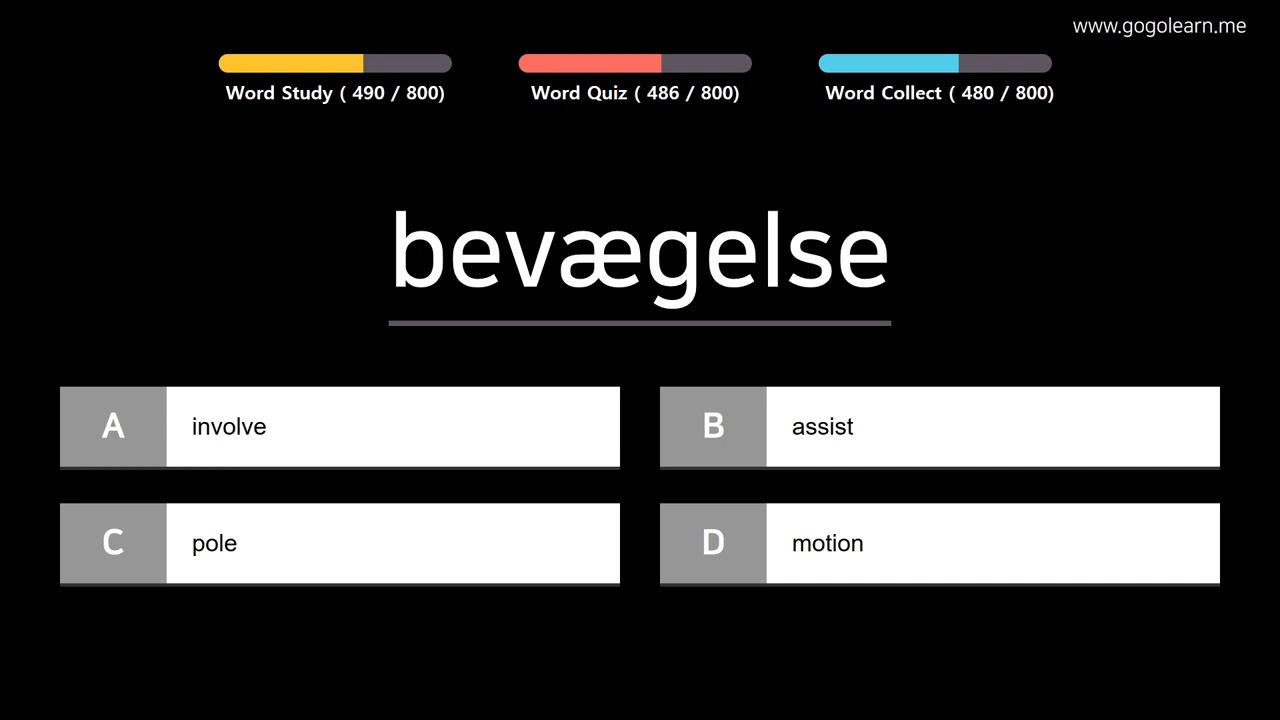 www.gogolearn.me
Word Study ( 490 / 800)
Word Quiz ( 486 / 800)
Word Collect ( 480 / 800)
bevægelse
A involve
B assist
C pole
D motion